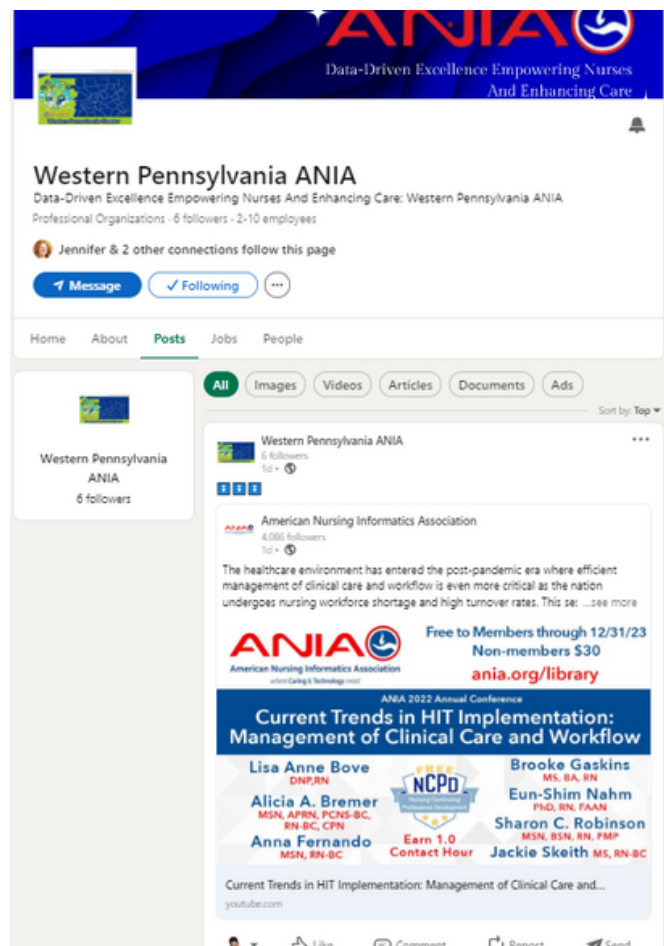 ANIA
Data-Driven Excellence Empowering Nurses
And Enhancing Care
Western Pennsylvania ANIA
Data-Driven Excellence Empowering Nurses And Enhancing Care: Western Pennsylvania ANIA
Professional Organizations · 6 followers · 2-10 employees
Jennifer & 2 other connections follow this page
Message
Following
Home About Posts Jobs People
Western Pennsylvania
ANIA
6 followers
All Images Videos Articles Documents Ads
Sort by: Top
Western Pennsylvania ANIA
6 followers
1d •
American Nursing Informatics Association
4,086 followers
1d •
The healthcare environment has entered the post-pandemic era where efficient
management of clinical care and workflow is even more critical as the nation
undergoes nursing workforce shortage and high turnover rates. This se: ...see more
ANIA
American Nursing Informatics Association
where Caring & Technology meet
Free to Members through 12/31/23
Non-members $30
ania.org/library
ANIA 2022 Annual Conference
Current Trends in HIT Implementation:
Management of Clinical Care and Workflow
Lisa Anne Bove
DNP,RN
Alicia A. Bremer
MSN, APRN, PCNS-BC,
RN-BC, CPN
Anna Fernando
MSN, RN-BC
FREE
NCPD
Nursing Continuing
Professional Development
Earn 1.0
Contact Hour
Brooke Gaskins
MS, BA, RN
Eun-Shim Nahm
PhD, RN, FAAN
Sharon C. Robinson
MSN, BSN, RN, PMP
Jackie Skeith MS, RN-BC
Current Trends in HIT Implementation: Management of Clinical Care and...
youtube.com
Like Comment Repost Send